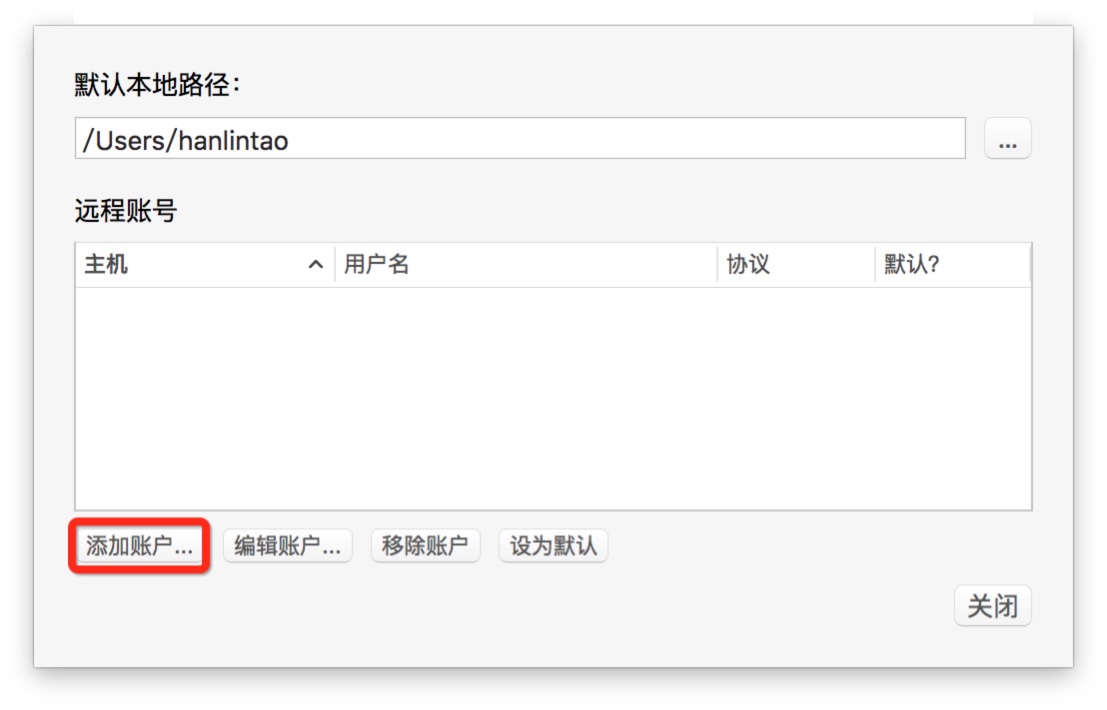 默认本地路径：
/Users/hanlintao
...
远程账号
主机 用户名 协议 默认?
添加账户... 编辑账户... 移除账户 设为默认
关闭